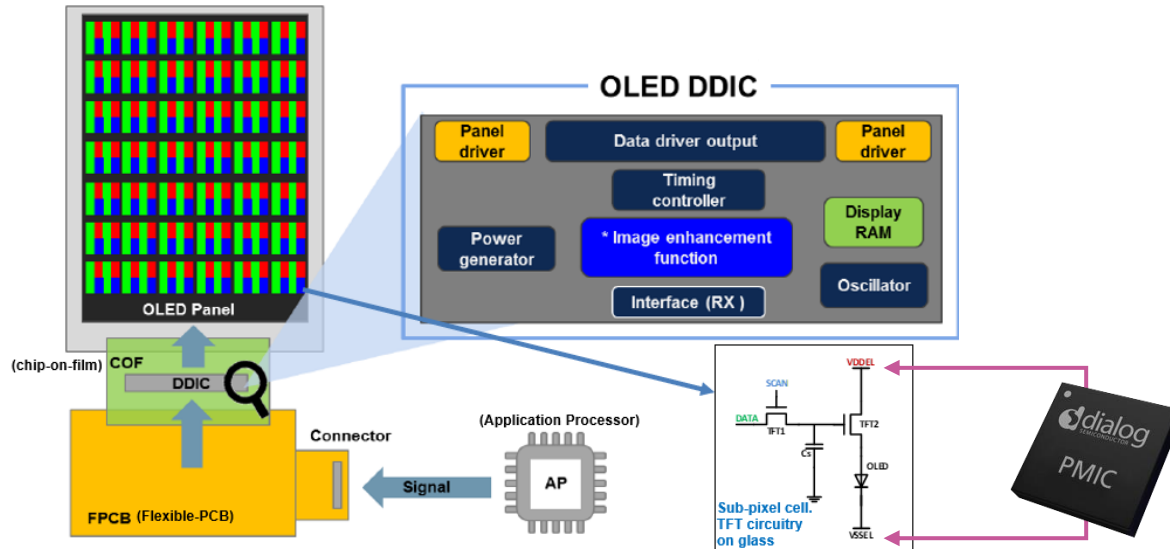 OLED DDIC
Panel
driver
Data driver output
Panel
driver
Timing
controller
Display
RAM
Power
generator
* Image enhancement
function
Oscillator
Interface (RX )
OLED Panel
(chip-on-film)
COF
DDIC
FPCB
(Flexible-PCB)
Connector
Signal
(Application Processor)
AP
VDDEL
SCAN
DATA
TFT1
TFT2
Cs
OLED
VSSEL
Sub-pixel cell.
TFT circuitry
on glass
dialog
SEMICONDUCTOR
PMIC